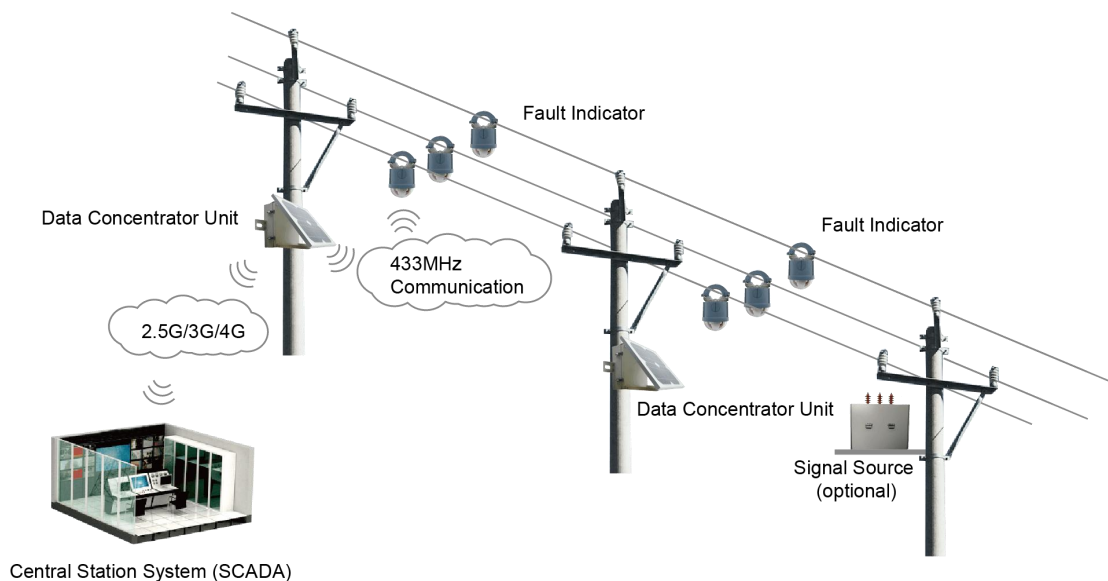 Fault Indicator
Data Concentrator Unit
Fault Indicator
433MHz
Communication
2.5G/3G/4G
Data Concentrator Unit
Signal Source
(optional)
Central Station System (SCADA)